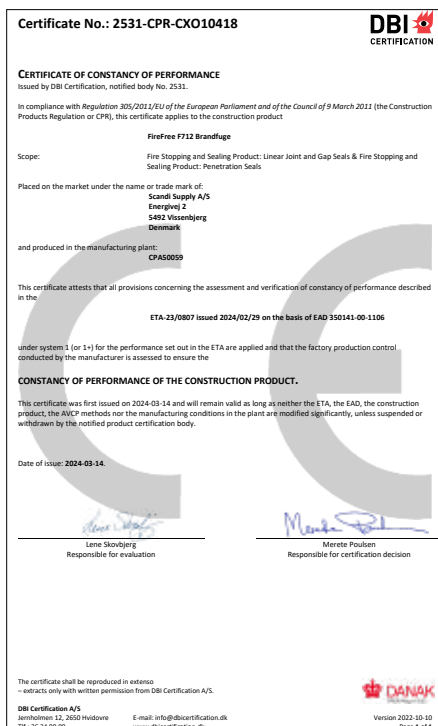 Certificate No.: 2531-CPR-CXO10418
DBI
CERTIFICATION
CERTIFICATE OF CONSTANCY OF PERFORMANCE
Issued by DBI Certification, notified body No. 2531.
In compliance with Regulation 305/2011/EU of the European Parliament and of the Council of 9 March 2011 (the Construction
Products Regulation or CPR), this certificate applies to the construction product
FireFree F712 Brandfuge
Scope: Fire Stopping and Sealing Product: Linear Joint and Gap Seals & Fire Stopping and
Sealing Product: Penetration Seals
Placed on the market under the name or trade mark of:
Scandi Supply A/S
Energivej 2
5492 Vissenbjerg
Denmark
and produced in the manufacturing plant:
CPA50059
This certificate attests that all provisions concerning the assessment and verification of constancy of performance described
in the
ETA-23/0807 issued 2024/02/29 on the basis of EAD 350141-00-1106
under system 1 (or 1+) for the performance set out in the ETA are applied and that the factory production control
conducted by the manufacturer is assessed to ensure the
CONSTANCY OF PERFORMANCE OF THE CONSTRUCTION PRODUCT.
This certificate was first issued on 2024-03-14 and will remain valid as long as neither the ETA, the EAD, the construction
product, the AVCP methods nor the manufacturing conditions in the plant are modified significantly, unless suspended or
withdrawn by the notified product certification body.
Date of issue: 2024-03-14.
Lene Skovbjerg
Responsible for evaluation
Merete Poulsen
Responsible for certification decision
The certificate shall be reproduced in extenso
– extracts only with written permission from DBI Certification A/S.
DANAK
DBI Certification A/S
Jernholmen 12, 2650 Hvidovre E-mail: info@dbicertification.dk Version 2022-10-10